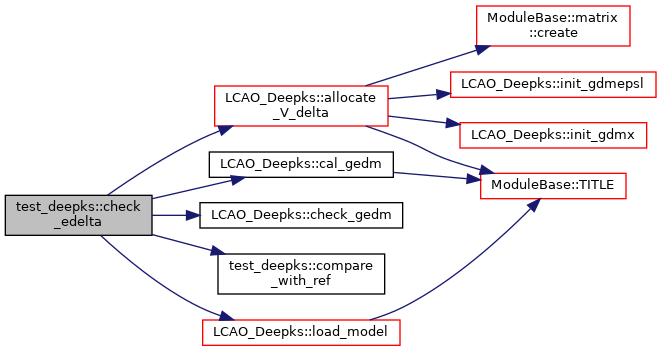 test_deepks::check
_edelta
LCAO_Deepks::allocate
_V_delta
LCAO_Deepks::cal_gedm
LCAO_Deepks::check_gedm
test_deepks::compare
_with_ref
LCAO_Deepks::load_model
ModuleBase::matrix
::create
LCAO_Deepks::init_gdmepsl
LCAO_Deepks::init_gdmx
ModuleBase::TITLE